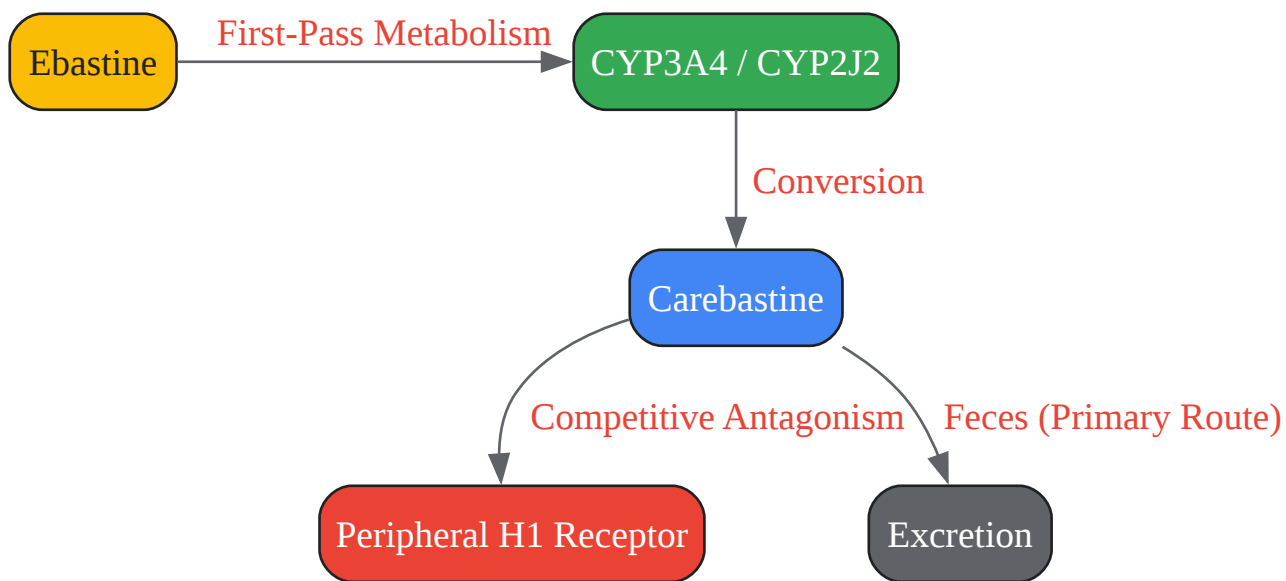 First-Pass Metabolism
Ebastine
CYP3A4 / CYP2J2
Conversion
Carebastine
Competitive Antagonism
Feces (Primary Route)
Peripheral H1 Receptor
Excretion